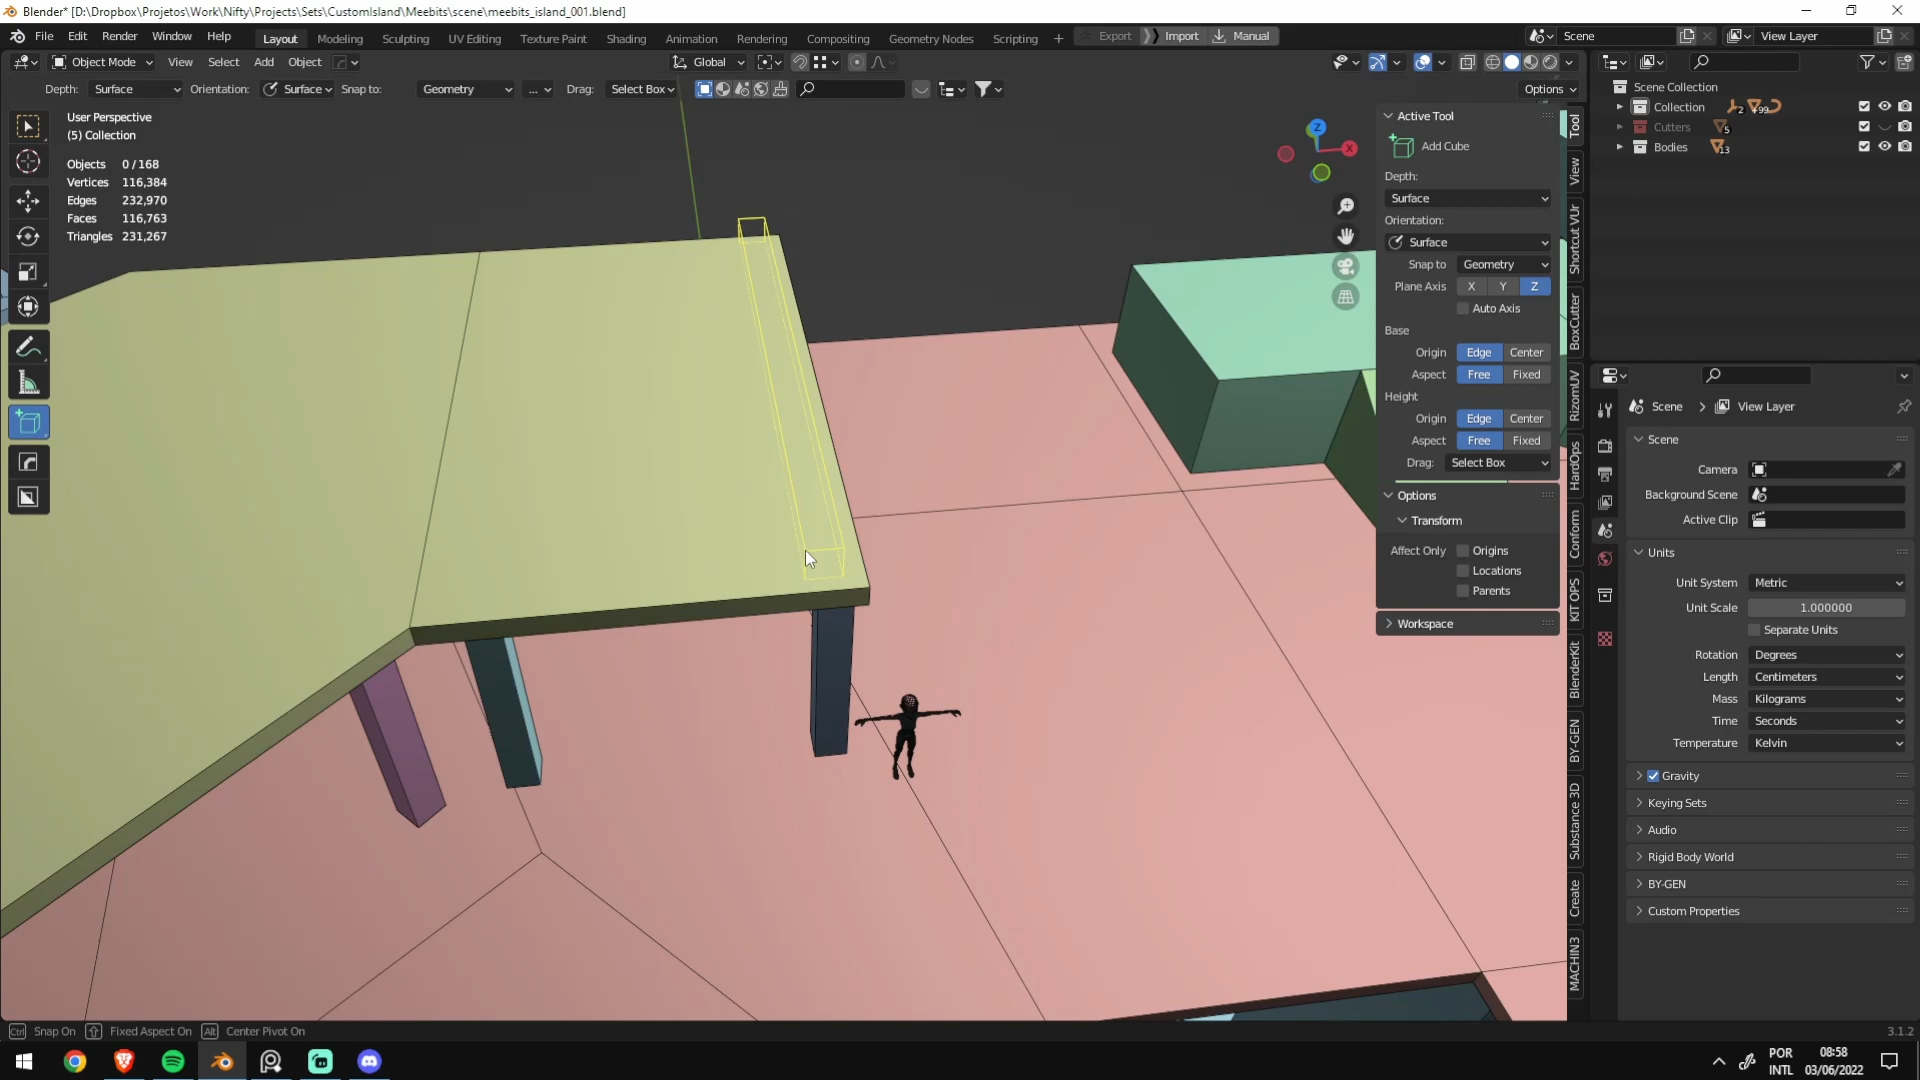 Blender* [D:\Dropbox\Projetos\Work\Nifty\Projects\Sets\CustomIsland\Meebits\scene\meebits_island_001.blend]
File Edit Render Window Help Layout Modeling Sculpting UV Editing Texture Paint Shading Animation Rendering Compositing Geometry Nodes Scripting + Export Import Manual Scene View Layer
Object Mode View Select Add Object Global
Depth: Surface Orientation: Surface Snap to: Geometry ... Drag: Select Box Options
User Perspective
(5) Collection
Objects 0/168
Vertices 116,384
Edges 232,970
Faces 116,763
Triangles 231,267
Z
X
Active Tool
Add Cube
Depth:
Surface
Orientation:
Surface
Snap to Geometry
Plane Axis X Y Z
Auto Axis
Base
Origin Edge Center
Aspect Free Fixed
Height
Origin Edge Center
Aspect Free Fixed
Drag: Select Box
Options
Transform
Affect Only Origins
Locations
Parents
Workspace
Tool
View
Shortcut VUr
BoxCutter
RizomUV
HardOps
Conform
KIT OPS
BlenderKit
BY-GEN
Substance 3D
Create
MACHIN3
Scene Collection
Collection 2 99
Cutters 5
Bodies 13
Scene View Layer
Scene
Camera
Background Scene
Active Clip
Units
Unit System Metric
Unit Scale 1.000000
Separate Units
Rotation Degrees
Length Centimeters
Mass Kilograms
Time Seconds
Temperature Kelvin
Gravity
Keying Sets
Audio
Rigid Body World
BY-GEN
Custom Properties
Ctrl Snap On Fixed Aspect On Alt Center Pivot On 3.1.2
POR 08:58
INTL 03/06/2022